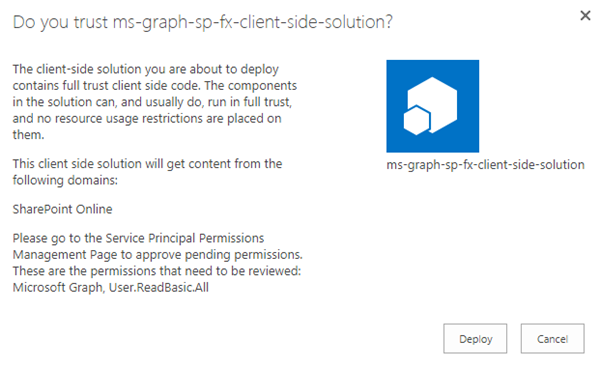 Do you trust ms-graph-sp-fx-client-side-solution?
The client-side solution you are about to deploy
contains full trust client side code. The components
in the solution can, and usually do, run in full trust,
and no resource usage restrictions are placed on
them.
This client side solution will get content from the
following domains:
SharePoint Online
Please go to the Service Principal Permissions
Management Page to approve pending permissions.
These are the permissions that need to be reviewed:
Microsoft Graph, User.ReadBasic.All
ms-graph-sp-fx-client-side-solution
Deploy
Cancel